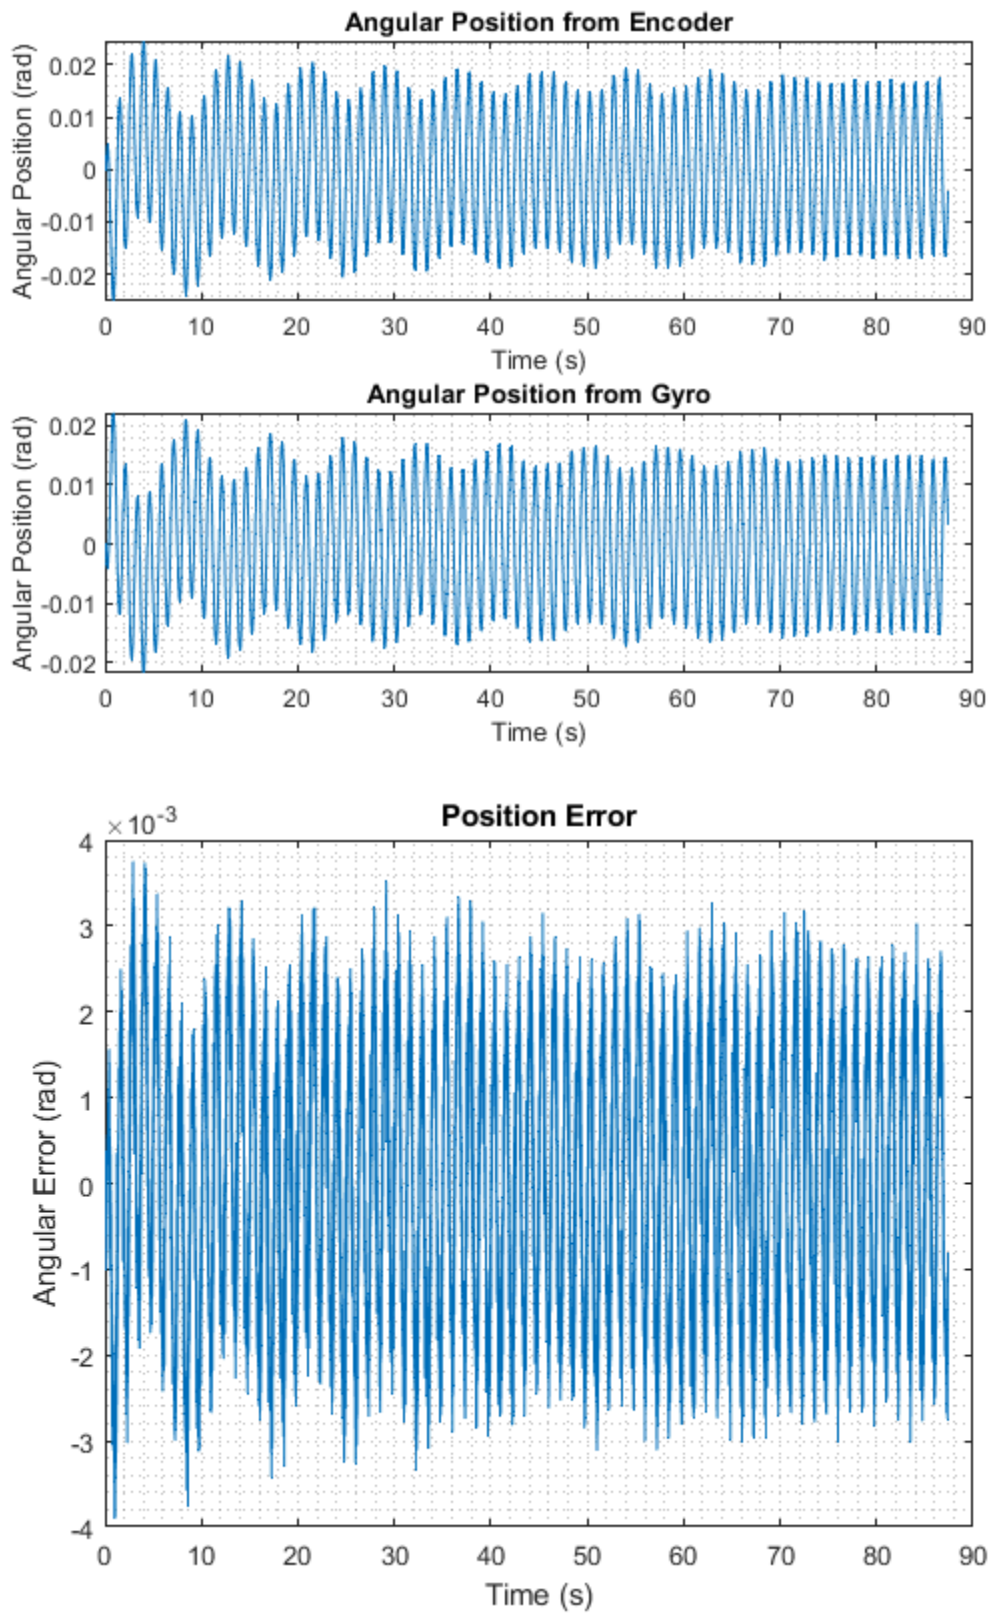 Angular Position from Encoder
Angular Position (rad)
0.02
0.01
0
-0.01
-0.02
0 10 20 30 40 50 60 70 80 90
Time (s)
Angular Position from Gyro
Angular Position (rad)
0.02
0.01
0
-0.01
-0.02
0 10 20 30 40 50 60 70 80 90
Time (s)
Position Error
×10⁻³
Angular Error (rad)
4
3
2
1
0
-1
-2
-3
-4
0 10 20 30 40 50 60 70 80 90
Time (s)